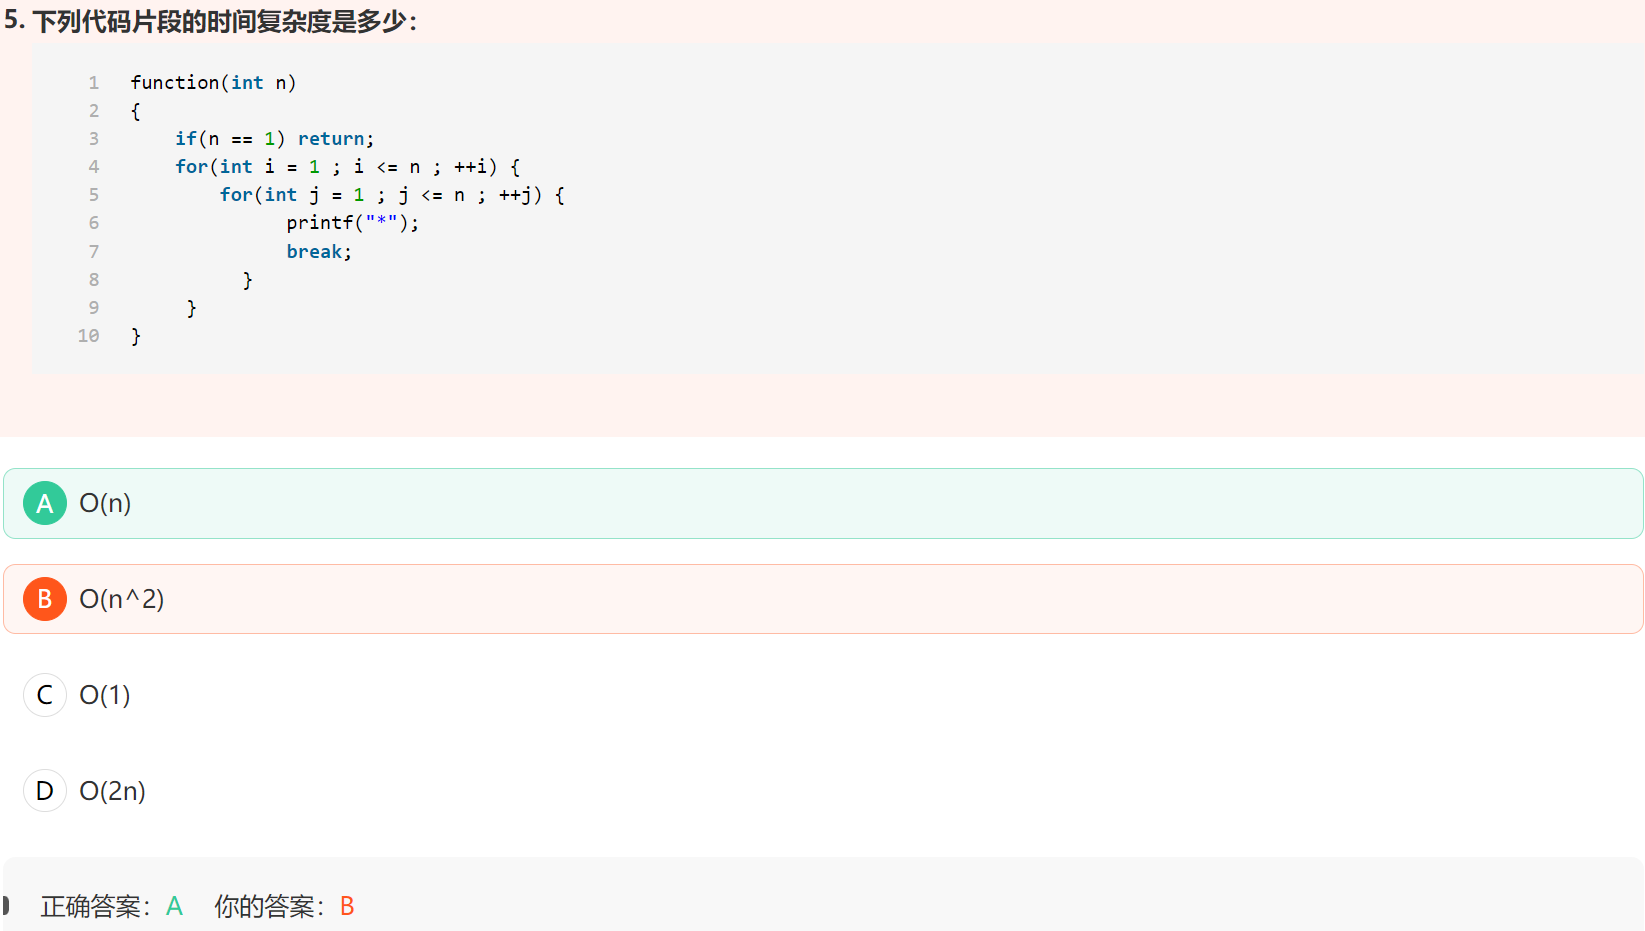 5. 下列代码片段的时间复杂度是多少：
1 function(int n)
2 {
3     if(n == 1) return;
4     for(int i = 1 ; i <= n ; ++i) {
5         for(int j = 1 ; j <= n ; ++j) {
6               printf("*");
7               break;
8           }
9      }
10 }
A O(n)
B O(n^2)
C O(1)
D O(2n)
正确答案：A 你的答案：B